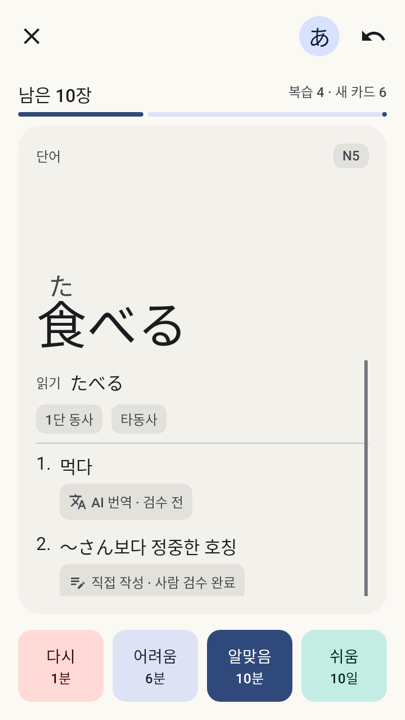 あ
남은 10장
복습 4 · 새 카드 6
단어
N5
た
食べる
읽기 たべる
1단 동사 타동사
1. 먹다
AI 번역 · 검수 전
2. ～さん보다 정중한 호칭
직접 작성 · 사람 검수 완료
다시 어려움 알맞음 쉬움
1분 6분 10분 10일